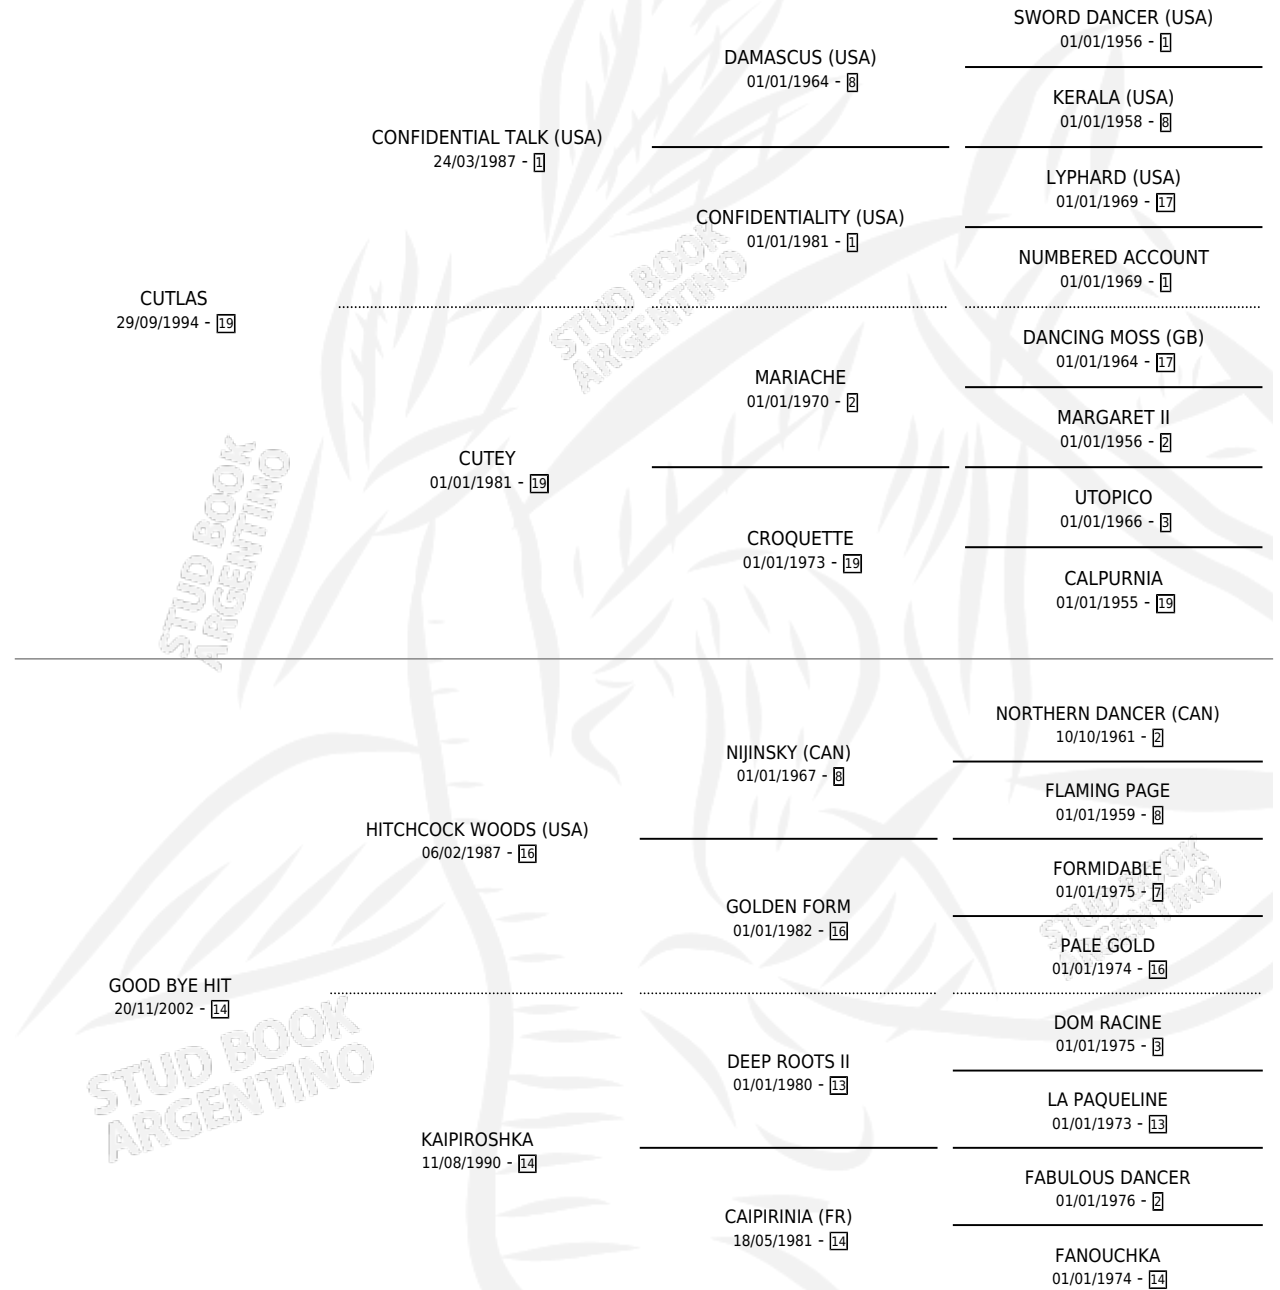 SWORD DANCER (USA)
01/01/1956 - 1
DAMASCUS (USA)
01/01/1964 - 8
KERALA (USA)
01/01/1958 - 8
CONFIDENTIAL TALK (USA)
24/03/1987 - 1
LYPHARD (USA)
01/01/1969 - 17
CONFIDENTIALITY (USA)
01/01/1981 - 1
NUMBERED ACCOUNT
01/01/1969 - 1
CUTLAS
29/09/1994 - 19
STUD BOOK
ARGENTINO
DANCING MOSS (GB)
01/01/1964 - 17
MARIACHE
01/01/1970 - 2
MARGARET II
01/01/1956 - 2
CUTEY
01/01/1981 - 19
UTOPICO
01/01/1966 - 3
CROQUETTE
01/01/1973 - 19
CALPURNIA
01/01/1955 - 19
STUD BOOK
ARGENTINO
NORTHERN DANCER (CAN)
10/10/1961 - 2
NIJINSKY (CAN)
01/01/1967 - 8
FLAMING PAGE
01/01/1959 - 8
HITCHCOCK WOODS (USA)
06/02/1987 - 16
FORMIDABLE
01/01/1975 - 7
STUD BOOK
ARGENTINO
GOLDEN FORM
01/01/1982 - 16
PALE GOLD
01/01/1974 - 16
GOOD BYE HIT
20/11/2002 - 14
STUD BOOK
ARGENTINO
DOM RACINE
01/01/1975 - 3
DEEP ROOTS II
01/01/1980 - 13
LA PAQUELINE
01/01/1973 - 13
KAIPIROSHKA
11/08/1990 - 14
FABULOUS DANCER
01/01/1976 - 2
CAIPIRINIA (FR)
18/05/1981 - 14
FANOUCHKA
01/01/1974 - 14